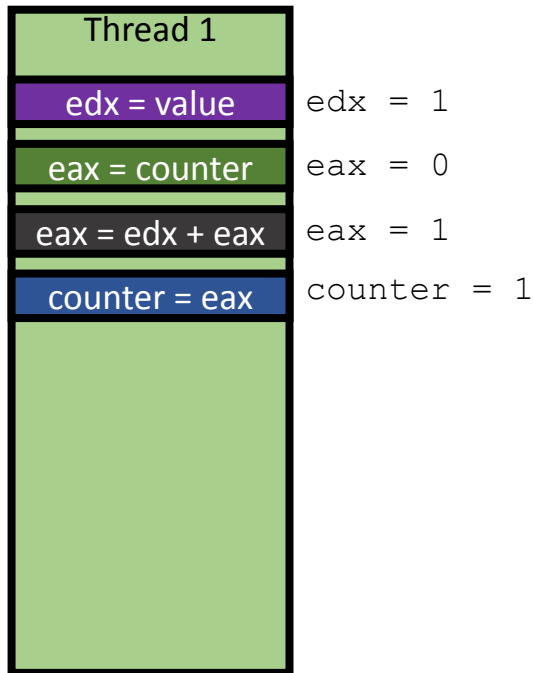 Thread 1
edx = value edx = 1
eax = counter eax = 0
eax = edx + eax eax = 1
counter = eax counter = 1